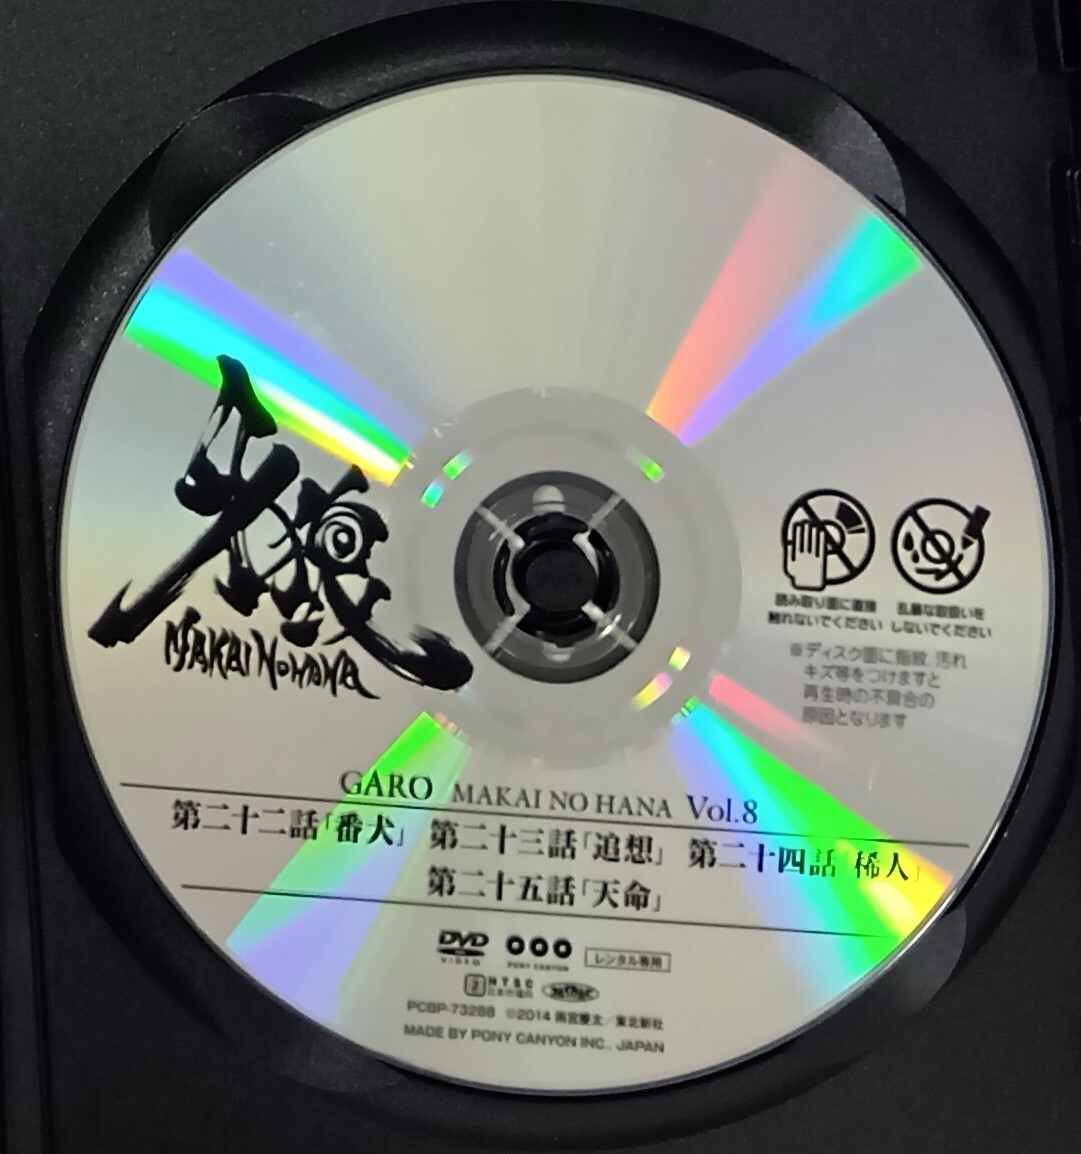 牙狼
MAKAI NO HANA
読み取り面に直接
触れないでください
乱暴な取扱いを
しないでください
※ディスク面に指紋、汚れ
キズ等をつけますと
再生時の不具合の
原因となります
GARO MAKAI NO HANA Vol.8
第二十二話「番犬」 第二十三話「追想」 第二十四話「稀人」
第二十五話「天命」
DVD
VIDEO
PONY CANYON
レンタル専用
2
NTSC
日本市場向
PCBP-73288 ©2014 雨宮慶太／東北新社
MADE BY PONY CANYON INC., JAPAN